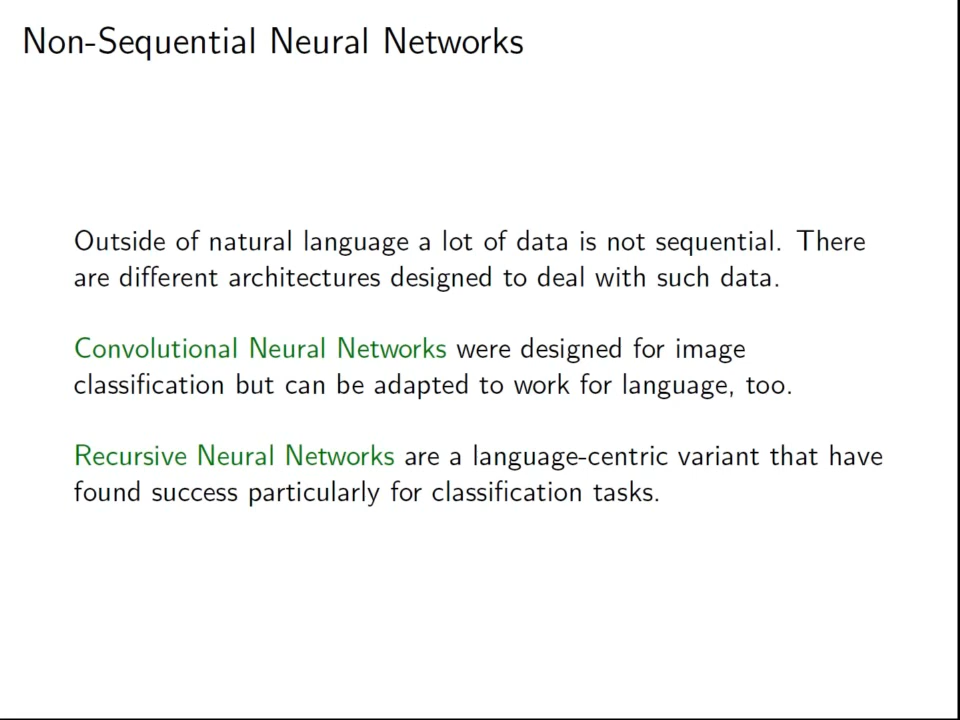 Non-Sequential Neural Networks
Outside of natural language a lot of data is not sequential. There
are different architectures designed to deal with such data.
Convolutional Neural Networks were designed for image
classification but can be adapted to work for language, too.
Recursive Neural Networks are a language-centric variant that have
found success particularly for classification tasks.